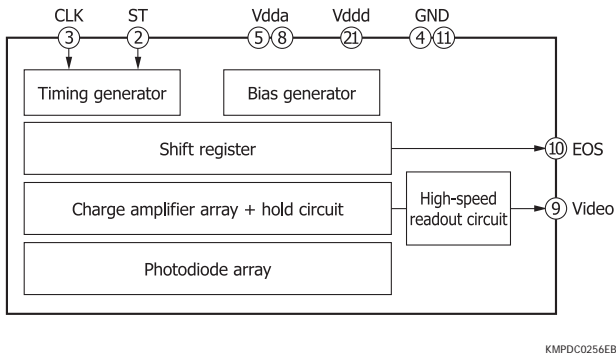 CLK ST Vdda Vddd GND
3 2 5 8 21 4 11
Timing generator Bias generator
Shift register
10 EOS
Charge amplifier array + hold circuit
High-speed
readout circuit
9 Video
Photodiode array
KMPDC0256EB